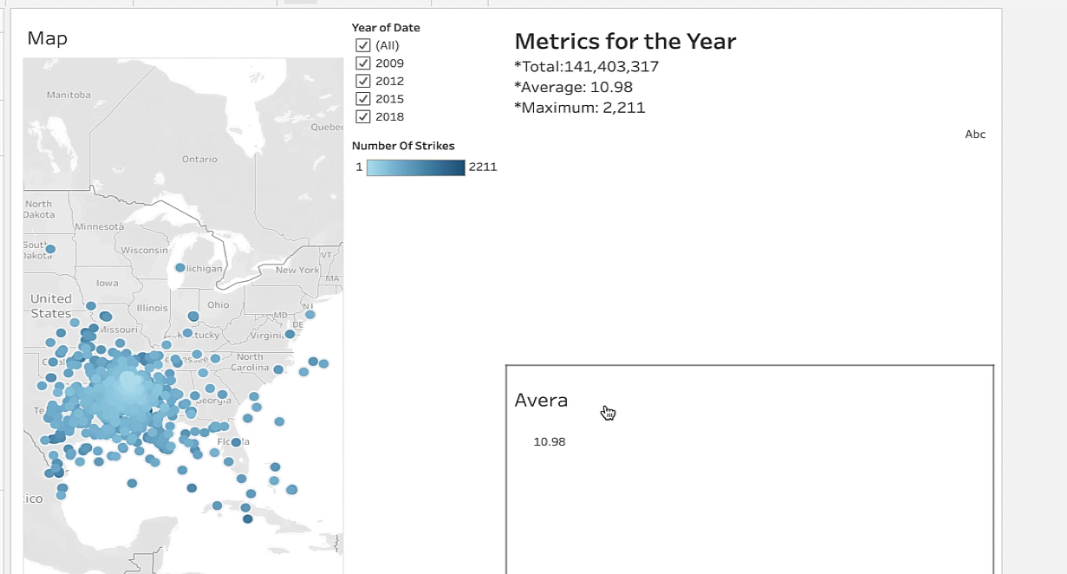 Map
Manitoba
Quebec
Ontario
North
Dakota
Minnesota
South
Dakota
Wisconsin
Michigan
VT
New York
MA
Iowa
United
States
Illinois
Ohio
NJ
MD
DE
Missouri
Kentucky
Virginia
North
Carolina
Georgia
Florida
Te
ico
Year of Date
(All)
2009
2012
2015
2018
Number Of Strikes
1 2211
Metrics for the Year
*Total:141,403,317
*Average: 10.98
*Maximum: 2,211
Abc
Avera
10.98